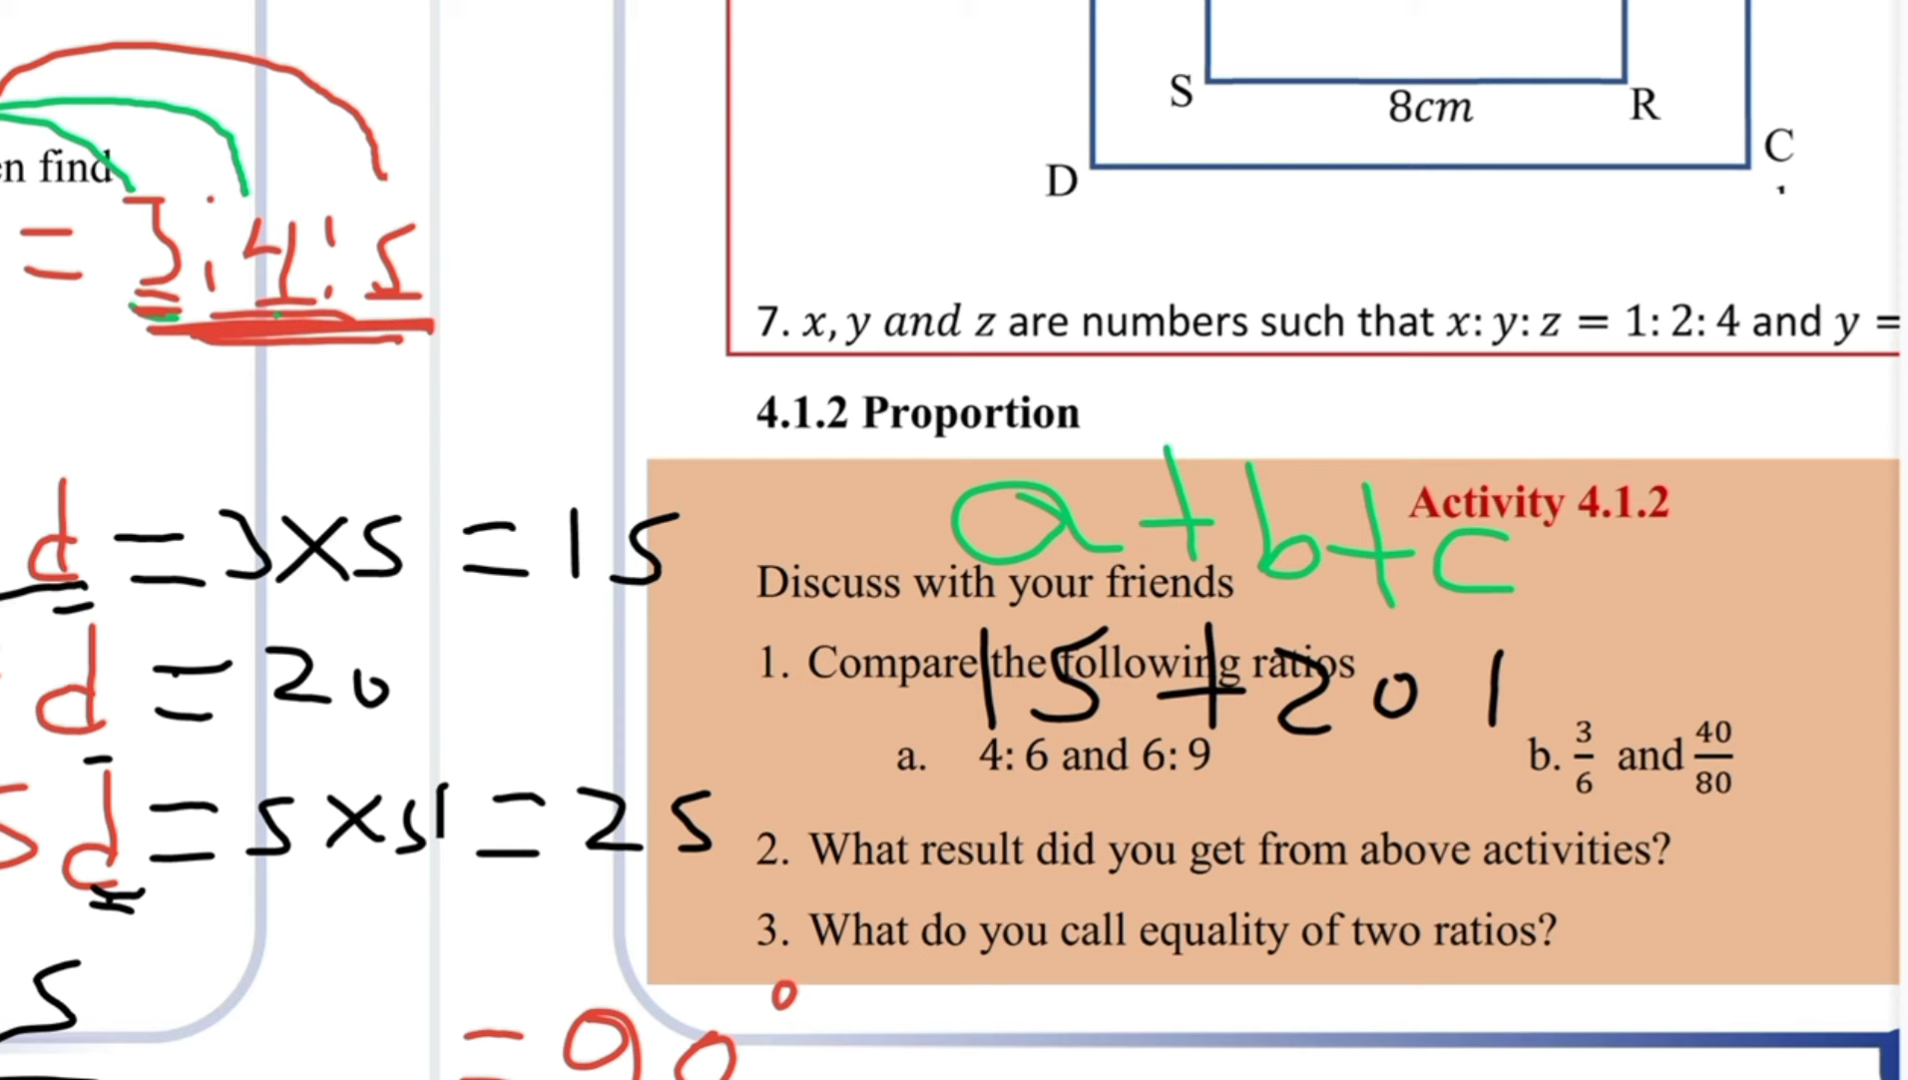 en find
= 3:4:5
d = 3×5 = 15
d = 20
5d = 5×5 = 25
5
= 90°
S
8cm
R
D
C
7. x, y and z are numbers such that x: y: z = 1: 2: 4 and y =
4.1.2 Proportion
a+b+c
Activity 4.1.2
Discuss with your friends
1. Compare the following ratios
15+20 1
a. 4: 6 and 6: 9 b. 3/6 and 40/80
2. What result did you get from above activities?
3. What do you call equality of two ratios?